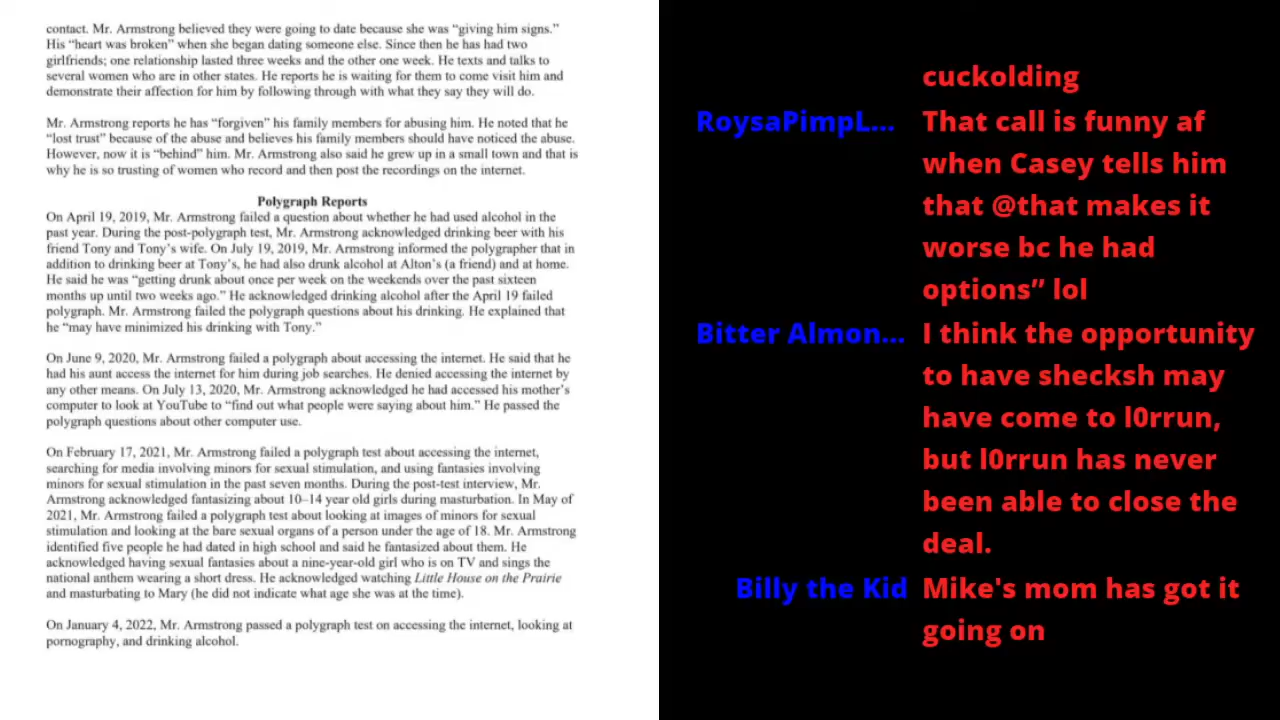 contact. Mr. Armstrong believed they were going to date because she was “giving him signs.”
His “heart was broken” when she began dating someone else. Since then he has had two
girlfriends; one relationship lasted three weeks and the other one week. He texts and talks to
several women who are in other states. He reports he is waiting for them to come visit him and
demonstrate their affection for him by following through with what they say they will do.
Mr. Armstrong reports he has “forgiven” his family members for abusing him. He noted that he
“lost trust” because of the abuse and believes his family members should have noticed the abuse.
However, now it is “behind” him. Mr. Armstrong also said he grew up in a small town and that is
why he is so trusting of women who record and then post the recordings on the internet.
Polygraph Reports
On April 19, 2019, Mr. Armstrong failed a question about whether he had used alcohol in the
past year. During the post-polygraph test, Mr. Armstrong acknowledged drinking beer with his
friend Tony and Tony’s wife. On July 19, 2019, Mr. Armstrong informed the polygrapher that in
addition to drinking beer at Tony’s, he had also drunk alcohol at Alton’s (a friend) and at home.
He said he was “getting drunk about once per week on the weekends over the past sixteen
months up until two weeks ago.” He acknowledged drinking alcohol after the April 19 failed
polygraph. Mr. Armstrong failed the polygraph questions about his drinking. He explained that
he “may have minimized his drinking with Tony.”
On June 9, 2020, Mr. Armstrong failed a polygraph about accessing the internet. He said that he
had his aunt access the internet for him during job searches. He denied accessing the internet by
any other means. On July 13, 2020, Mr. Armstrong acknowledged he had accessed his mother’s
computer to look at YouTube to “find out what people were saying about him.” He passed the
polygraph questions about other computer use.
On February 17, 2021, Mr. Armstrong failed a polygraph test about accessing the internet,
searching for media involving minors for sexual stimulation, and using fantasies involving
minors for sexual stimulation in the past seven months. During the post-test interview, Mr.
Armstrong acknowledged fantasizing about 10–14 year old girls during masturbation. In May of
2021, Mr. Armstrong failed a polygraph test about looking at images of minors for sexual
stimulation and looking at the bare sexual organs of a person under the age of 18. Mr. Armstrong
identified five people he had dated in high school and said he fantasized about them. He
acknowledged having sexual fantasies about a nine-year-old girl who is on TV and sings the
national anthem wearing a short dress. He acknowledged watching Little House on the Prairie
and masturbating to Mary (he did not indicate what age she was at the time).
On January 4, 2022, Mr. Armstrong passed a polygraph test on accessing the internet, looking at
pornography, and drinking alcohol.
cuckolding
RoysaPimpL... That call is funny af
when Casey tells him
that @that makes it
worse bc he had
options” lol
Bitter Almon... I think the opportunity
to have shecksh may
have come to l0rrun,
but l0rrun has never
been able to close the
deal.
Billy the Kid Mike's mom has got it
going on